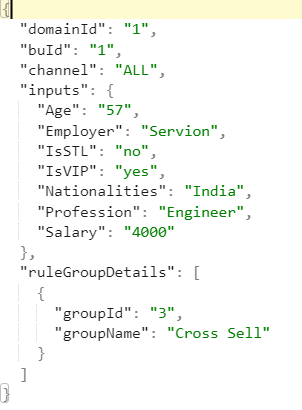 {
  "domainId": "1",
  "buId": "1",
  "channel": "ALL",
  "inputs": {
    "Age": "57",
    "Employer": "Servion",
    "IsSTL": "no",
    "IsVIP": "yes",
    "Nationalities": "India",
    "Profession": "Engineer",
    "Salary": "4000"
  },
  "ruleGroupDetails": [
    {
      "groupId": "3",
      "groupName": "Cross Sell"
    }
  ]
}